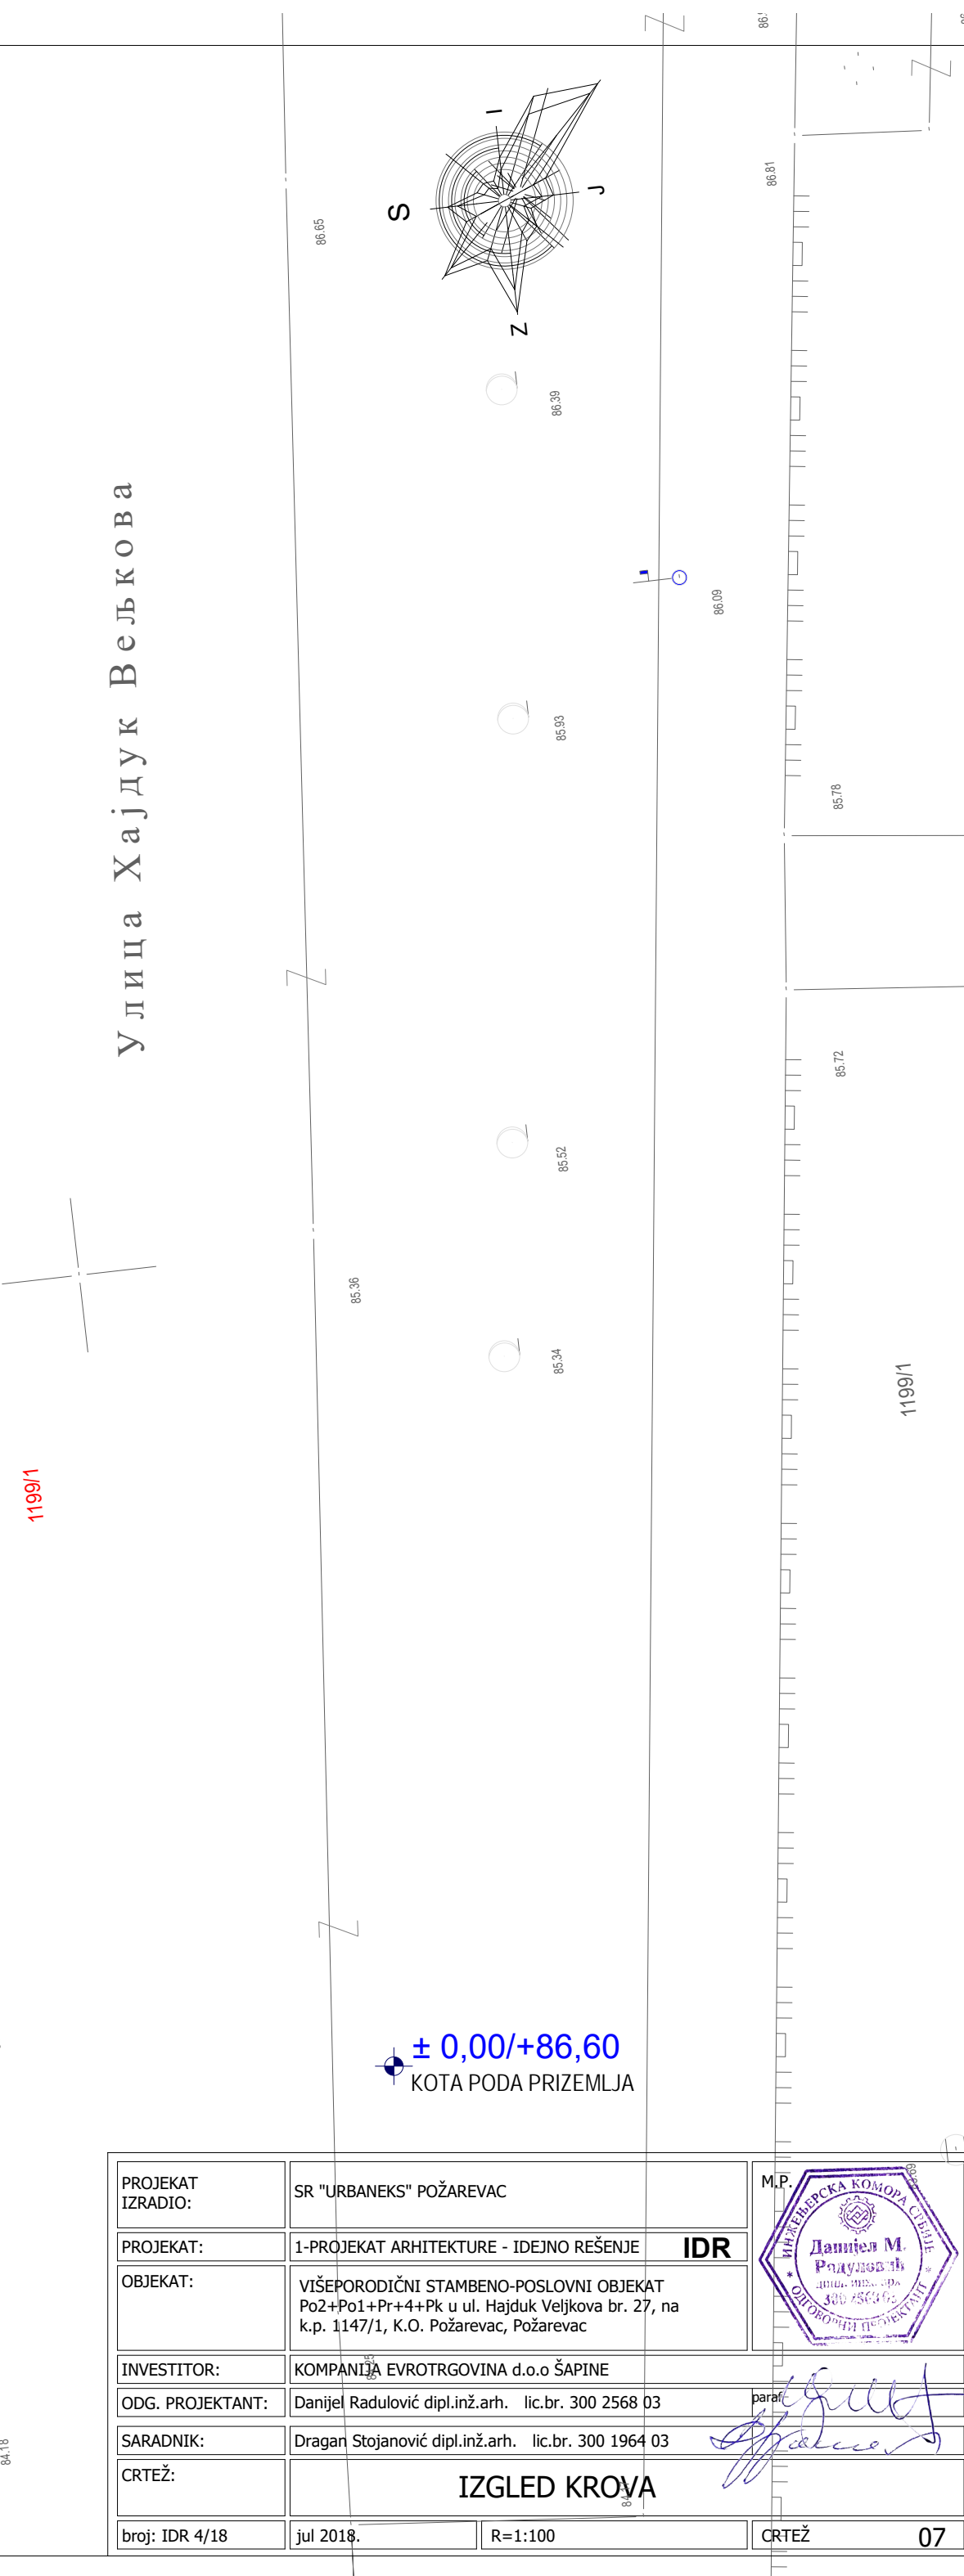 86.81
86.65
I
S
J
Z
86.39
Улица Хајдук Вељкова
86.09
85.93
85.78
85.72
85.52
85.36
85.34
1199/1
1199/1
± 0,00/+86,60
KOTA PODA PRIZEMLJA
PROJEKAT IZRADIO:
SR "URBANEKS" POŽAREVAC
M.P.
PROJEKAT:
1-PROJEKAT ARHITEKTURE - IDEJNO REŠENJE IDR
OBJEKAT:
VIŠEPORODIČNI STAMBENO-POSLOVNI OBJEKAT
Po2+Po1+Pr+4+Pk u ul. Hajduk Veljkova br. 27, na
k.p. 1147/1, K.O. Požarevac, Požarevac
ИНЖЕЊЕРСКА КОМОРА СРБИЈЕ
Данијел М.
Радуловић
ОДГОВОРНИ ПРОЈЕКТАНТ
INVESTITOR:
KOMPANIJA EVROTRGOVINA d.o.o ŠAPINE
ODG. PROJEKTANT:
Danijel Radulović dipl.inž.arh. lic.br. 300 2568 03
paraf
SARADNIK:
Dragan Stojanović dipl.inž.arh. lic.br. 300 1964 03
84.18
CRTEŽ:
IZGLED KROVA
broj: IDR 4/18
jul 2018.
R=1:100
CRTEŽ
07